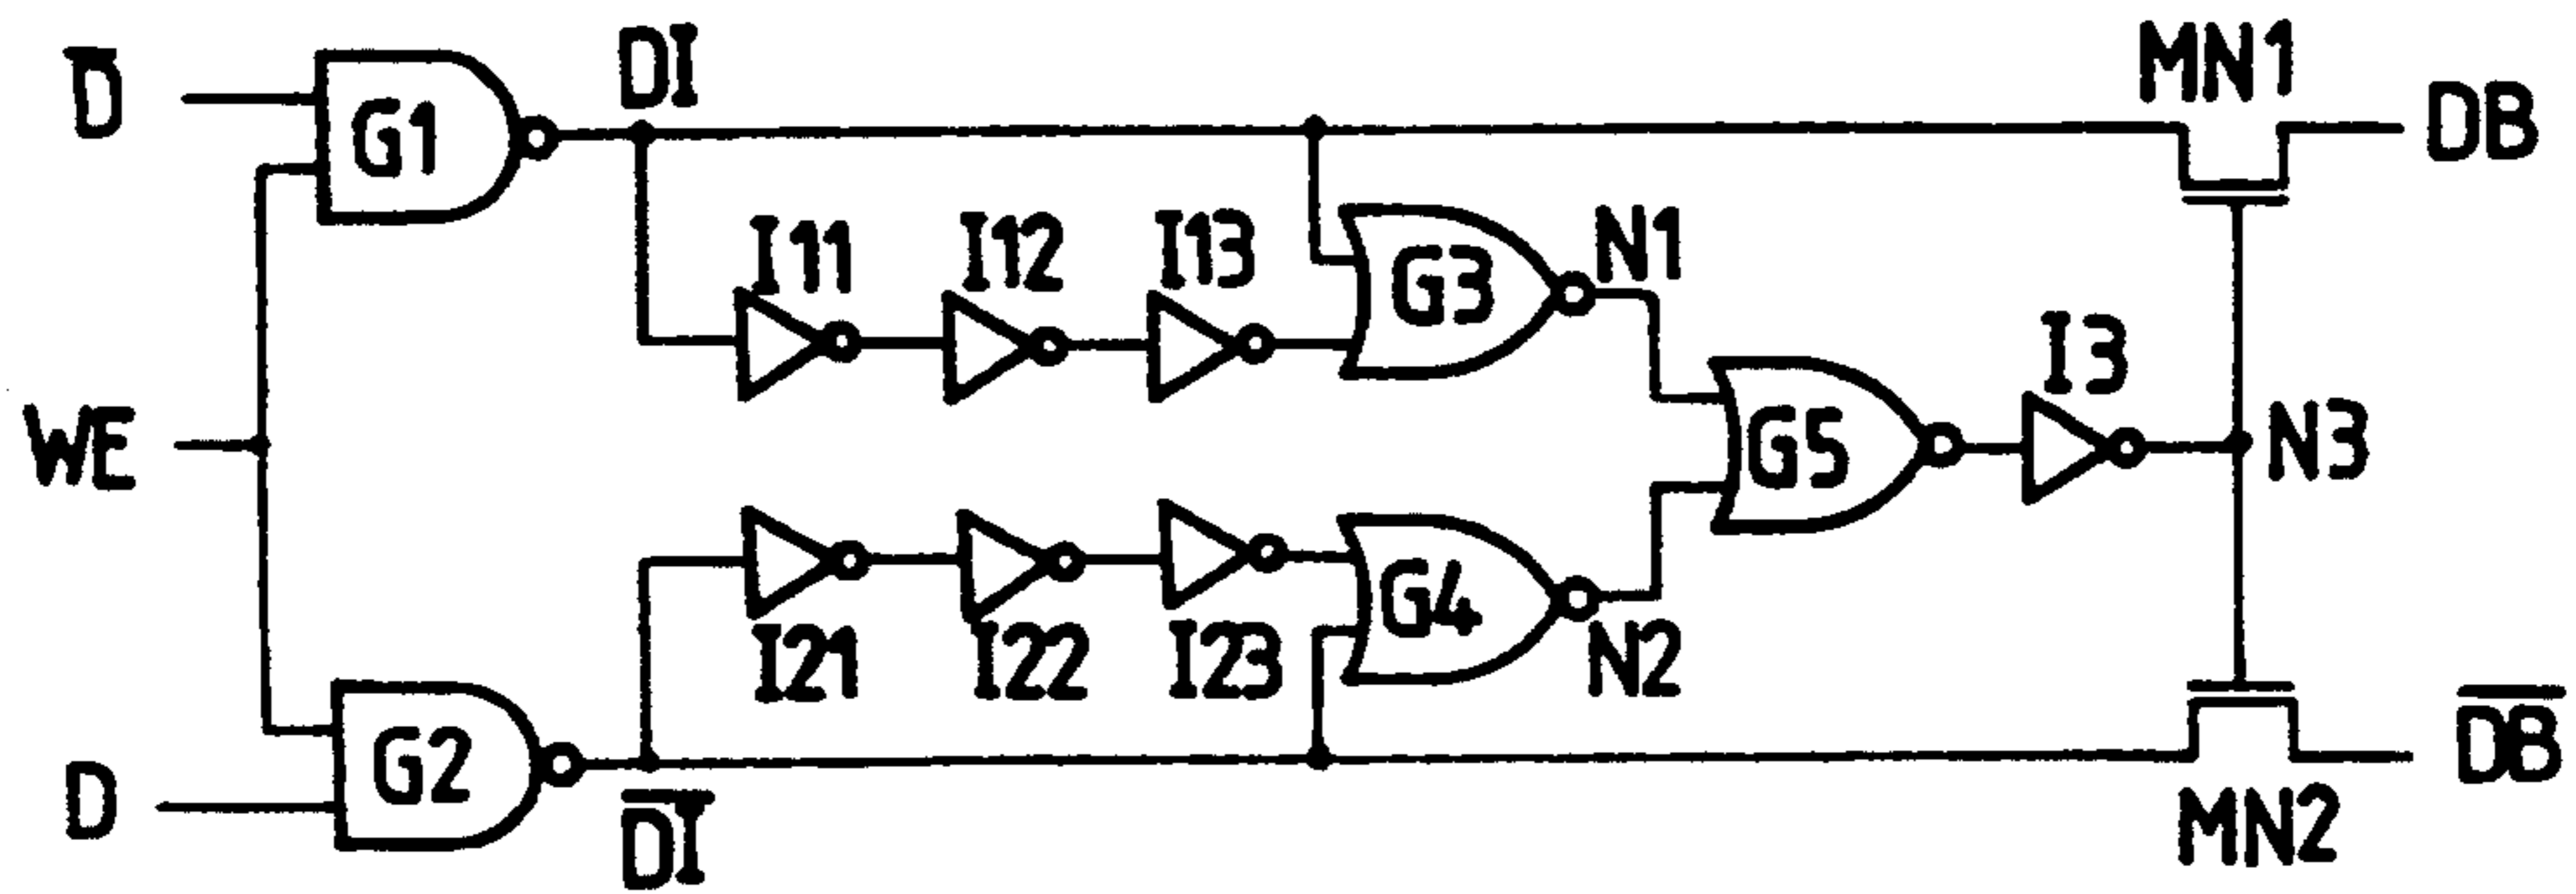 D̅
G1
DI
MN1
DB
I11
I12
I13
G3
N1
WE
G5
I3
N3
I21
I22
I23
G4
N2
D
G2
D̅I̅
MN2
D̅B̅